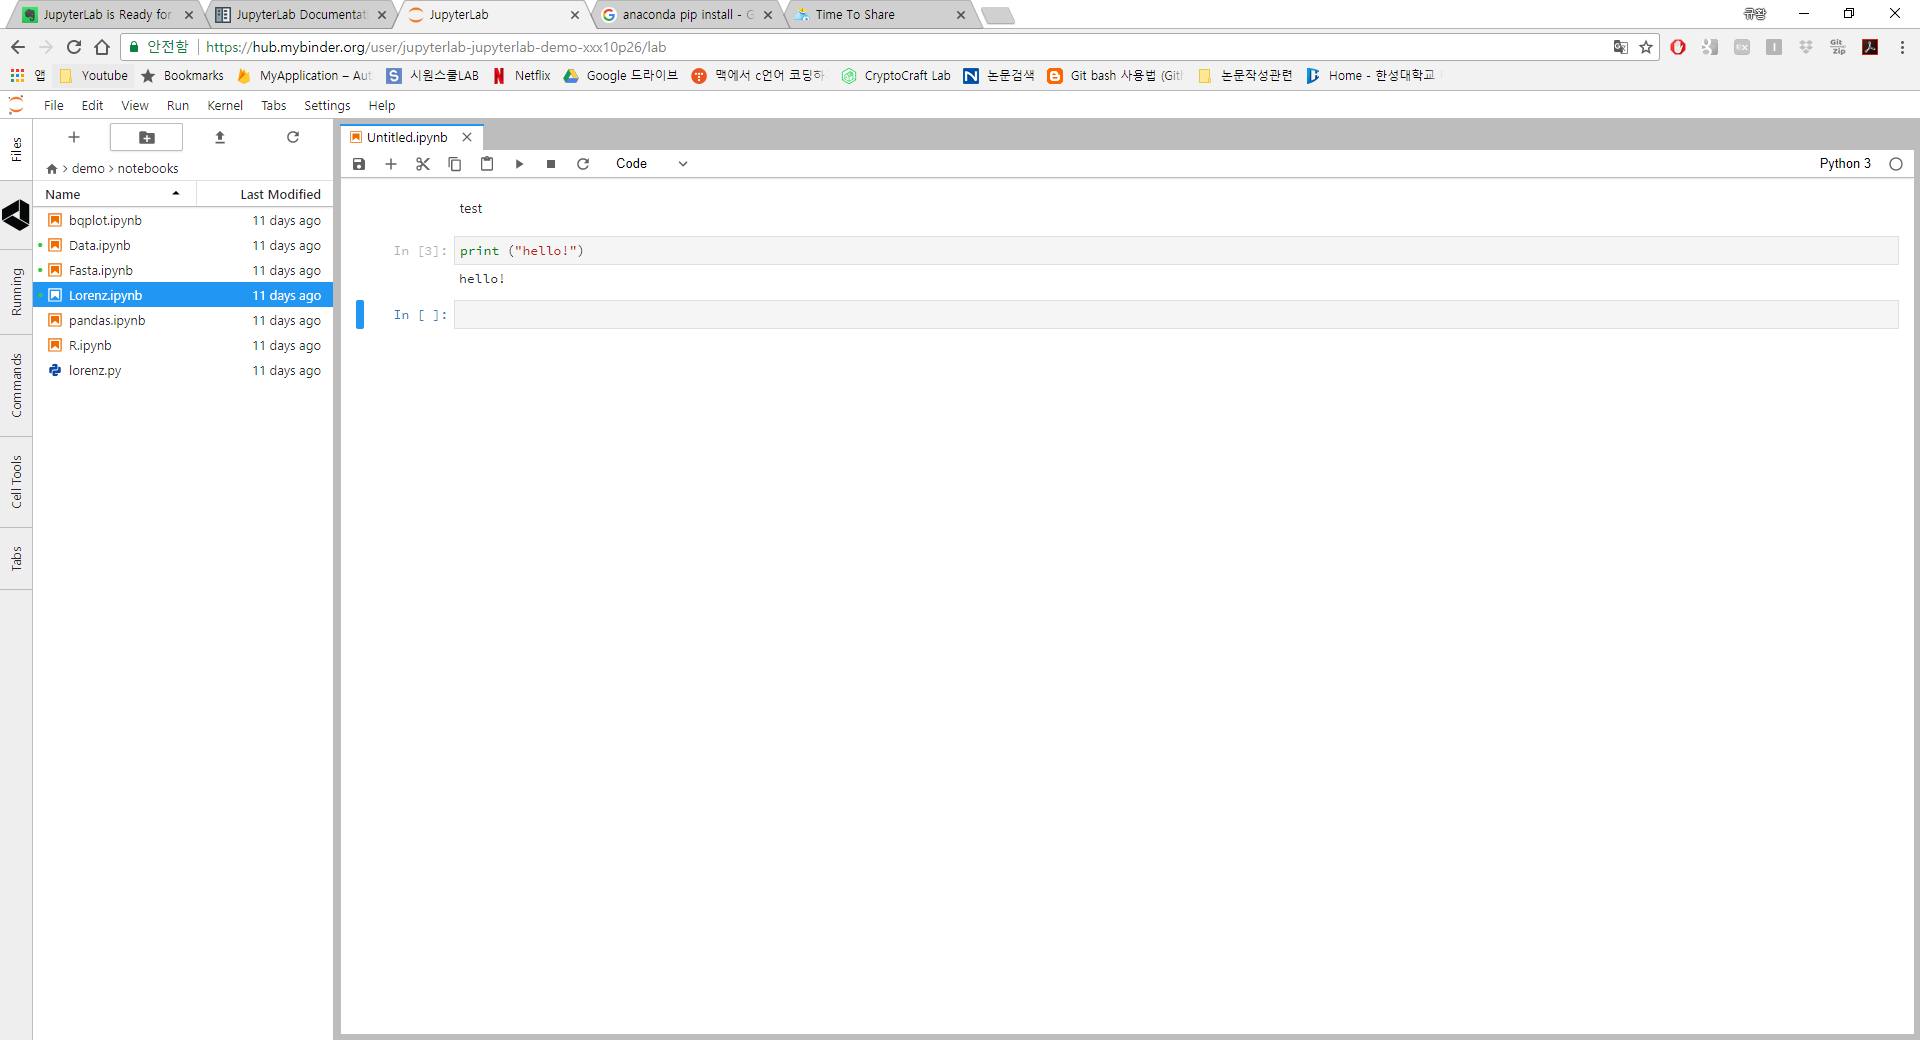 JupyterLab is Ready for
JupyterLab Documentati
JupyterLab
anaconda pip install - G
Time To Share
규왕
안전함
https://hub.mybinder.org/user/jupyterlab-jupyterlab-demo-xxx10p26/lab
앱
Youtube
Bookmarks
MyApplication – Aut
시원스쿨LAB
Netflix
Google 드라이브
맥에서 c언어 코딩하
CryptoCraft Lab
논문검색
Git bash 사용법 (Git
논문작성관련
Home - 한성대학교
File Edit View Run Kernel Tabs Settings Help
Files
Running
Commands
Cell Tools
Tabs
demo > notebooks
Name Last Modified
bqplot.ipynb 11 days ago
Data.ipynb 11 days ago
Fasta.ipynb 11 days ago
Lorenz.ipynb 11 days ago
pandas.ipynb 11 days ago
R.ipynb 11 days ago
lorenz.py 11 days ago
Untitled.ipynb
Code
Python 3
test
In [3]: print ("hello!")
hello!
In [ ]: